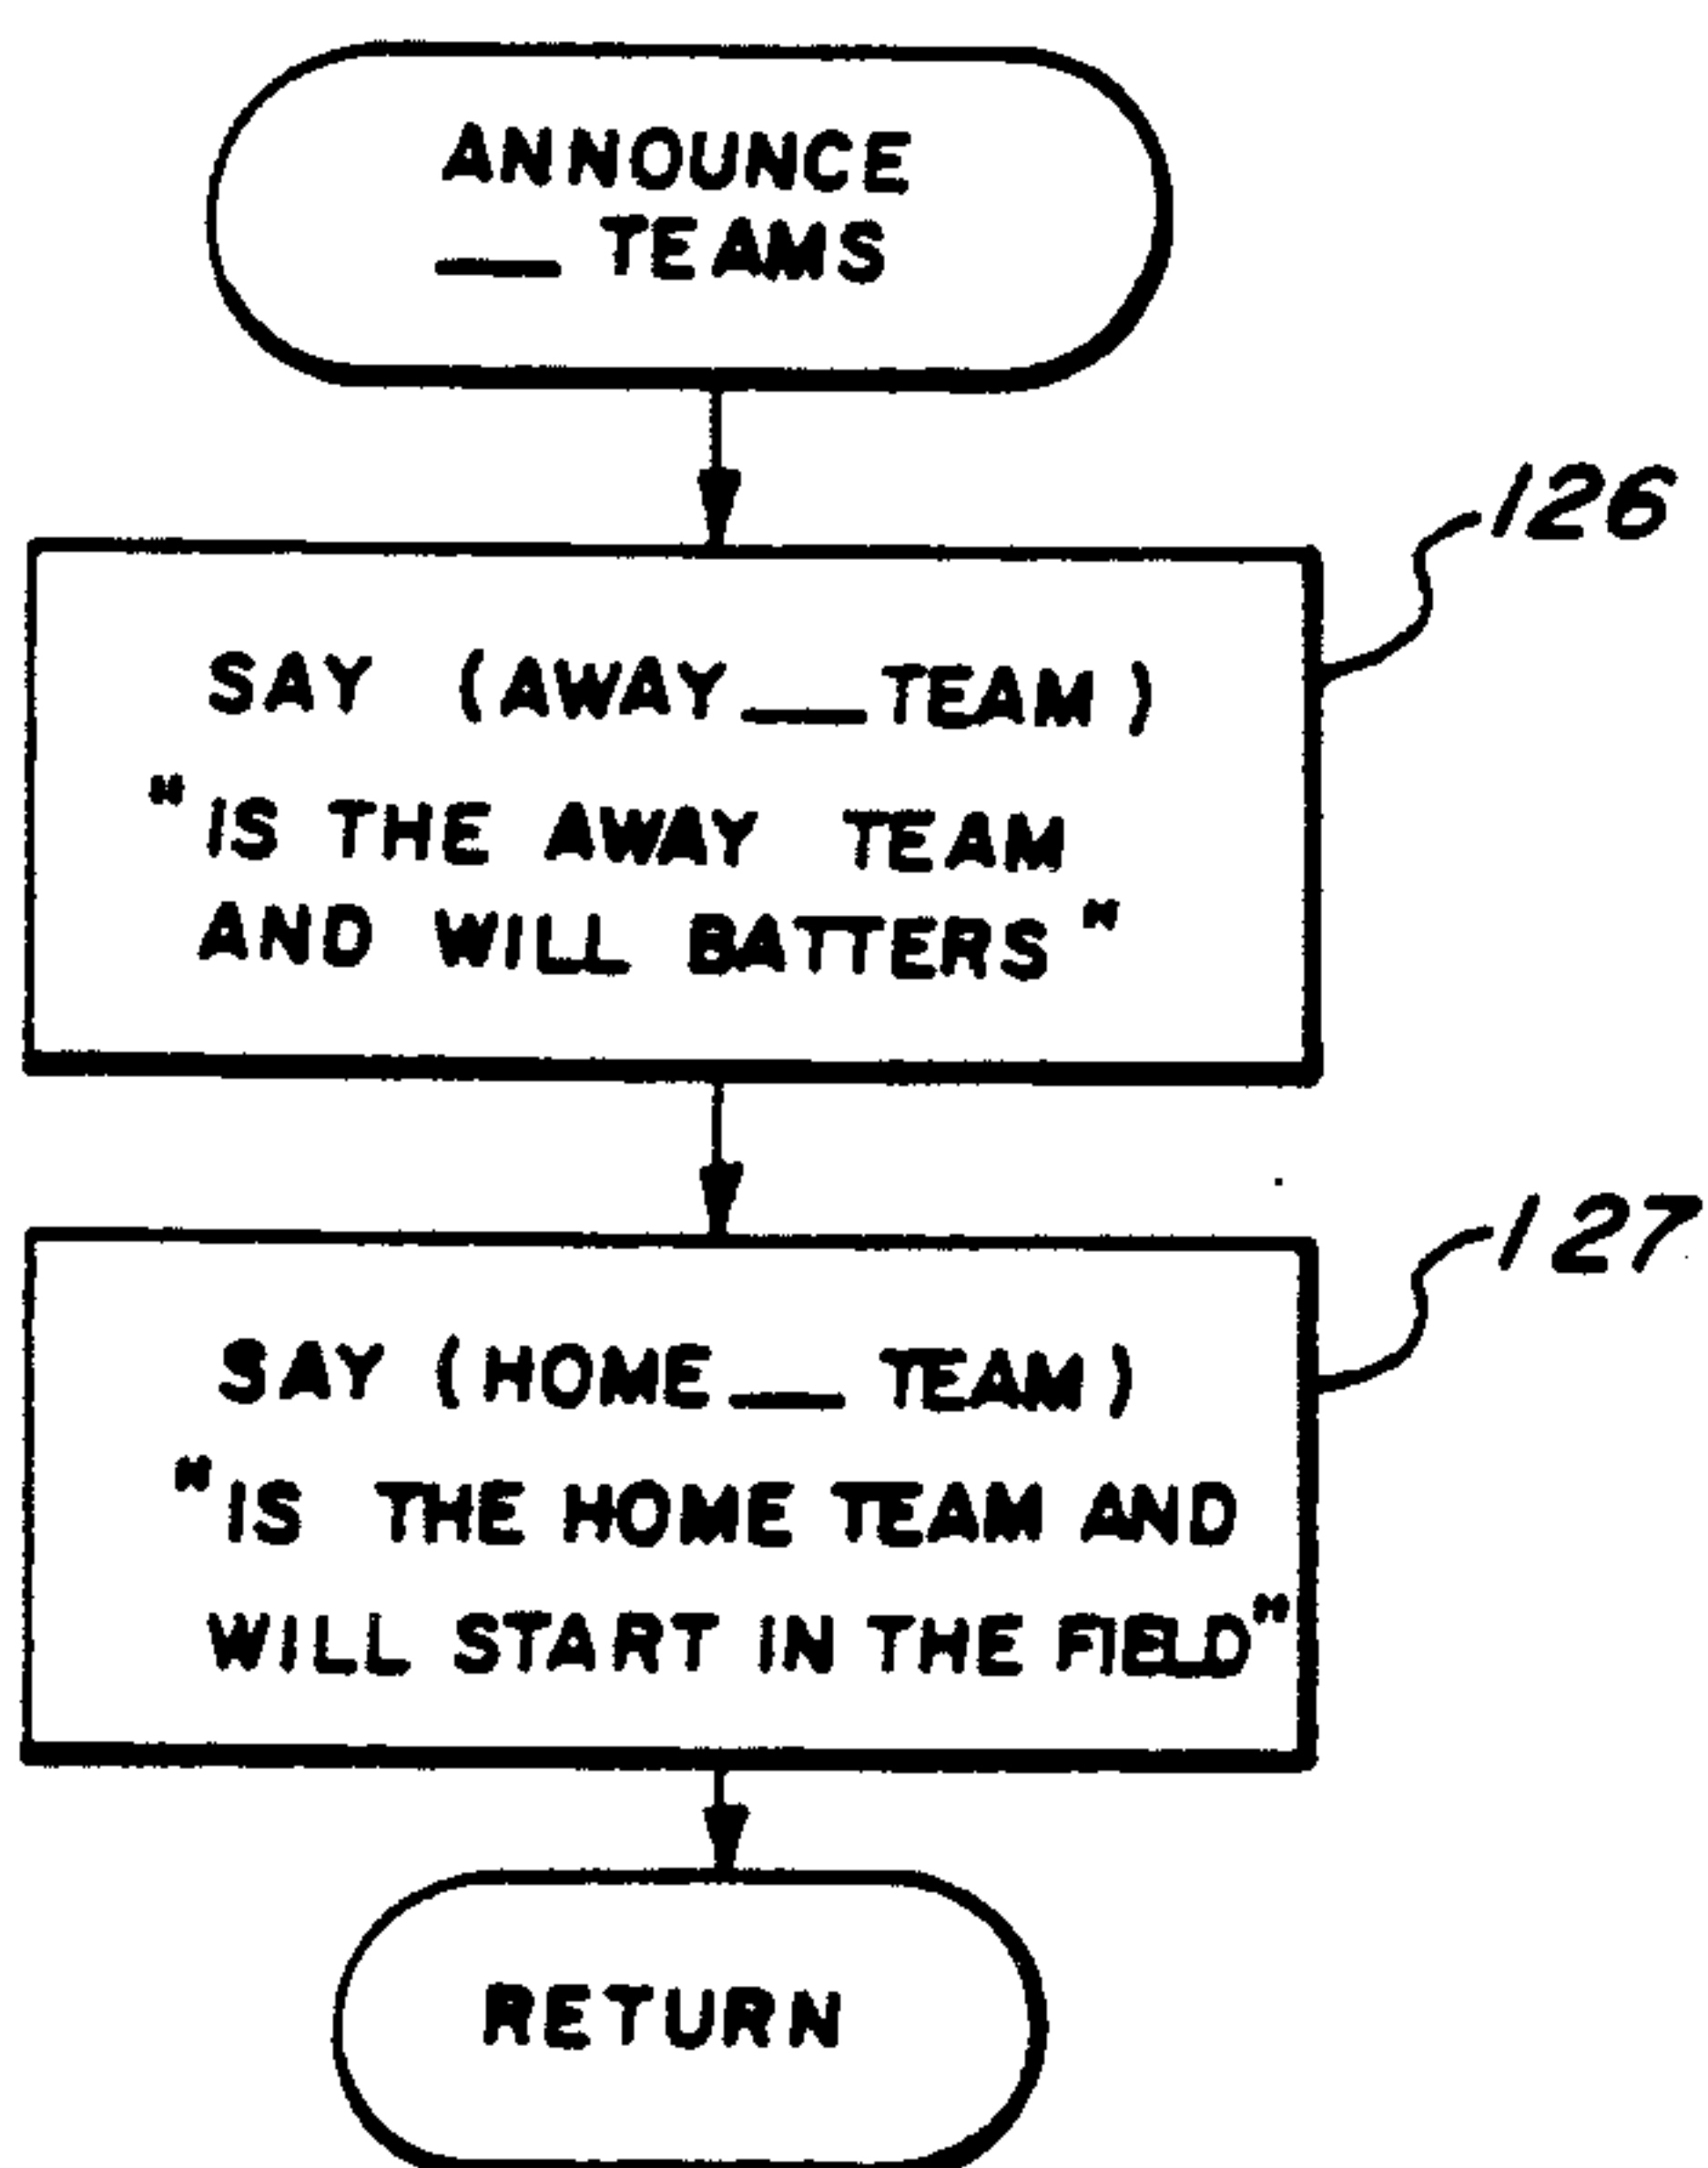 ANNOUNCE
__ TEAMS
126
SAY (AWAY__TEAM)
"IS THE AWAY TEAM
AND WILL BATTERS"
127
SAY (HOME__TEAM)
"IS THE HOME TEAM AND
WILL START IN THE FIELD"
RETURN